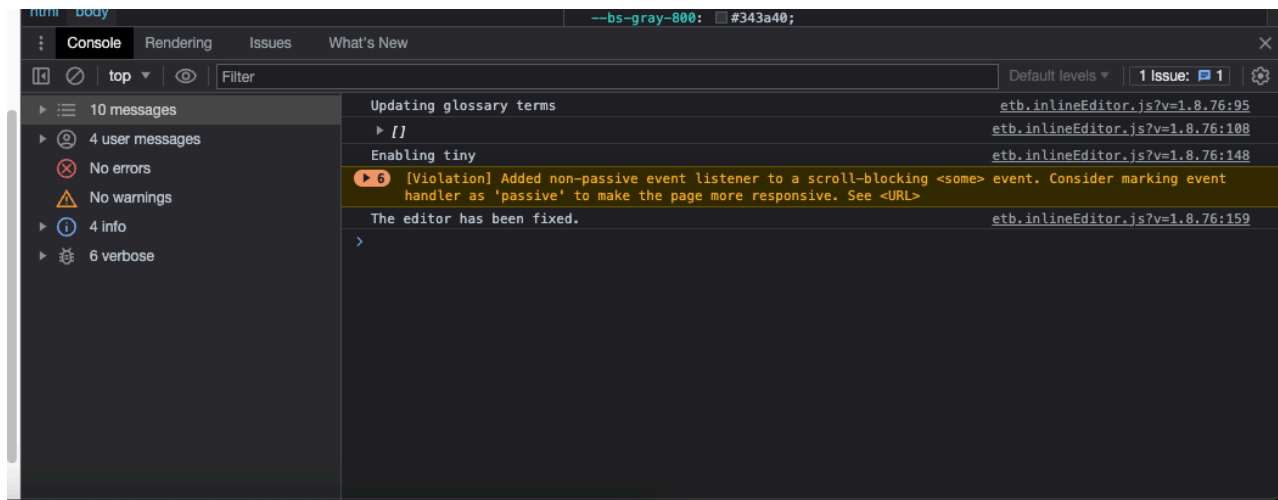 html body
--bs-gray-800: #343a40;
Console Rendering Issues What's New
top Filter Default levels 1 Issue: 1
10 messages
4 user messages
No errors
No warnings
4 info
6 verbose
Updating glossary terms etb.inlineEditor.js?v=1.8.76:95
[] etb.inlineEditor.js?v=1.8.76:108
Enabling tiny etb.inlineEditor.js?v=1.8.76:148
6 [Violation] Added non-passive event listener to a scroll-blocking <some> event. Consider marking event
handler as 'passive' to make the page more responsive. See <URL>
The editor has been fixed. etb.inlineEditor.js?v=1.8.76:159